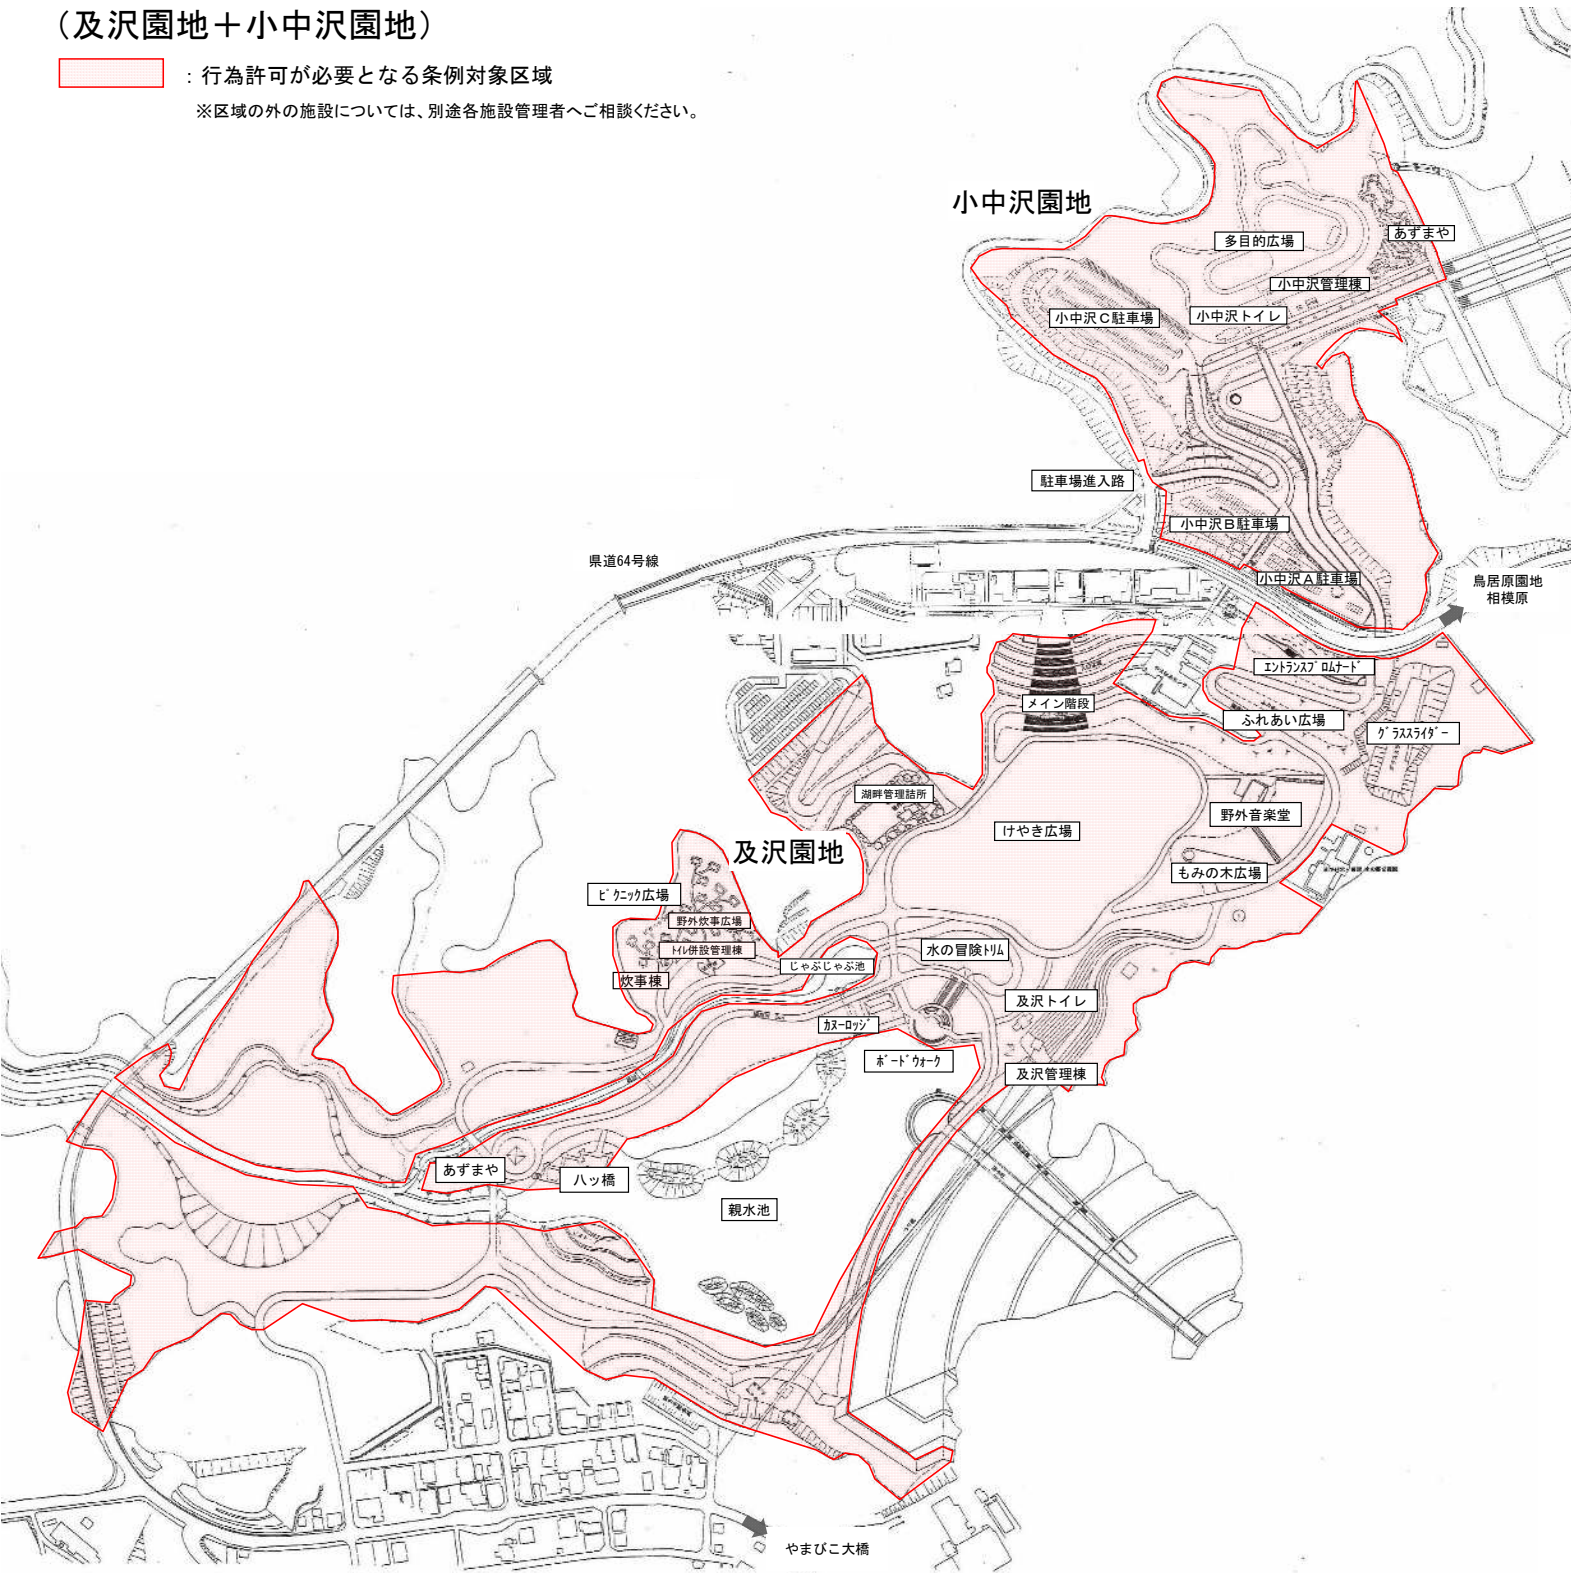 (及沢園地＋小中沢園地)
：行為許可が必要となる条例対象区域
※区域の外の施設については、別途各施設管理者へご相談ください。
小中沢園地
多目的広場
あずまや
小中沢管理棟
小中沢C駐車場
小中沢トイレ
駐車場進入路
小中沢B駐車場
県道64号線
小中沢A駐車場
鳥居原園地
相模原
エントランスプロムナード
メイン階段
ふれあい広場
グラススライダー
湖畔管理詰所
野外音楽堂
けやき広場
及沢園地
もみの木広場
ピクニック広場
野外炊事広場
トイレ併設管理棟
水の冒険トリム
じゃぶじゃぶ池
炊事棟
及沢トイレ
カヌーロッジ
ボードウォーク
及沢管理棟
あずまや
八ッ橋
親水池
やまびこ大橋